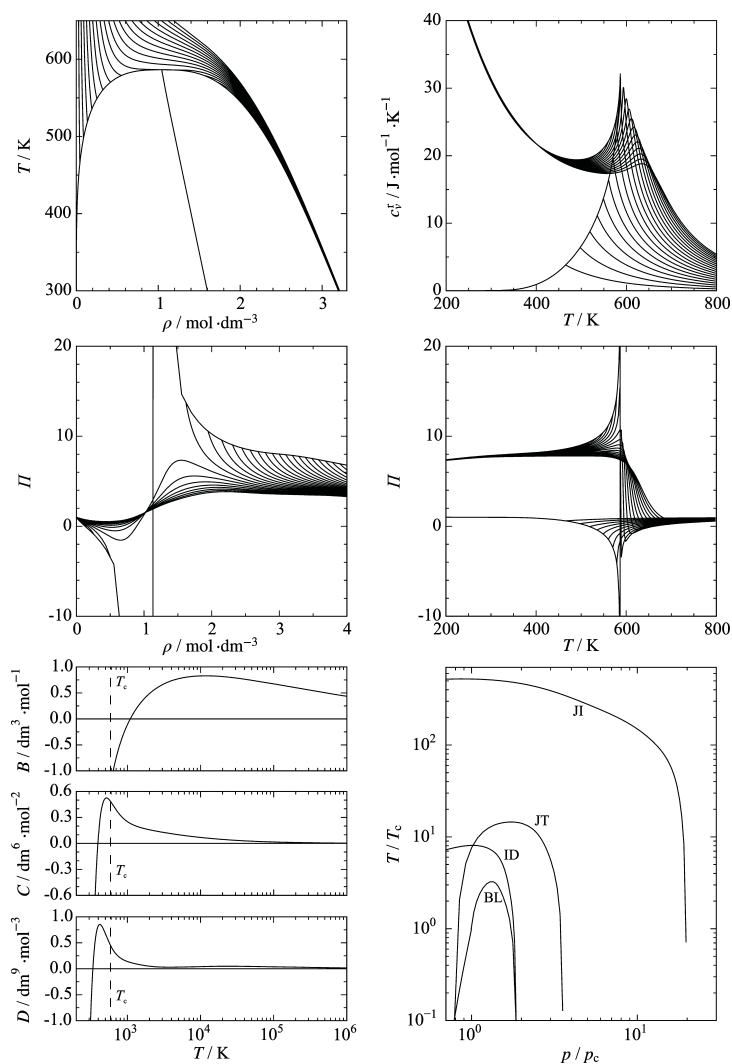 600
500
400
300
T / K
0 1 2 3
ρ / mol·dm⁻³
40
30
20
10
0
cᵥʳ / J·mol⁻¹·K⁻¹
200 400 600 800
T / K
20
10
0
-10
Π
0 1 2 3 4
ρ / mol·dm⁻³
20
10
0
-10
Π
200 400 600 800
T / K
1.0
0.5
0.0
-0.5
-1.0
B / dm³·mol⁻¹
T_c
0.6
0.3
0.0
-0.3
-0.6
C / dm⁶·mol⁻²
T_c
1.0
0.5
0.0
-0.5
-1.0
D / dm⁹·mol⁻³
T_c
10³ 10⁴ 10⁵ 10⁶
T / K
10²
10¹
10⁰
10⁻¹
T / T_c
JI
JT
ID
BL
10⁰ 10¹
p / p_c